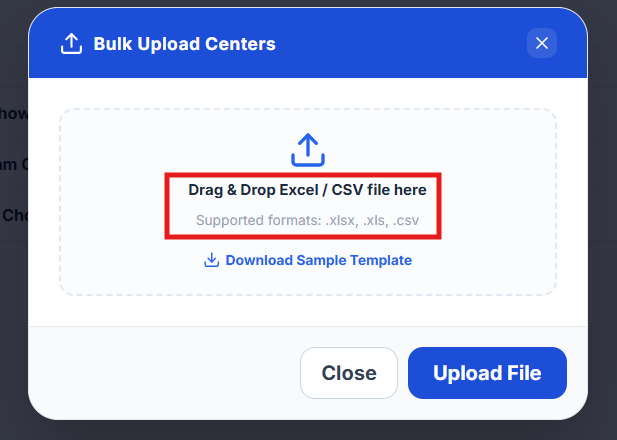 Bulk Upload Centers
Drag & Drop Excel / CSV file here
Supported formats: .xlsx, .xls, .csv
Download Sample Template
Close
Upload File